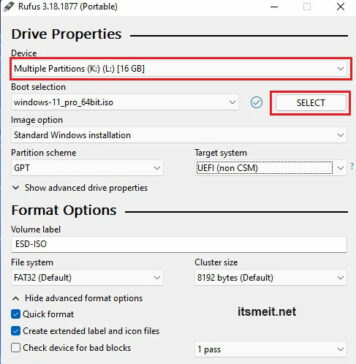 Rufus 3.18.1877 (Portable)
Drive Properties
Device
Multiple Partitions (K:) (L:) [16 GB]
Boot selection
windows-11_pro_64bit.iso
SELECT
Image option
Standard Windows installation
Partition scheme
Target system
GPT
UEFI (non CSM)
?
Show advanced drive properties
Format Options
Volume label
ESD-ISO
File system
Cluster size
FAT32 (Default)
8192 bytes (Default)
Hide advanced format options
Quick format
itsmeit.net
Create extended label and icon files
Check device for bad blocks
1 pass